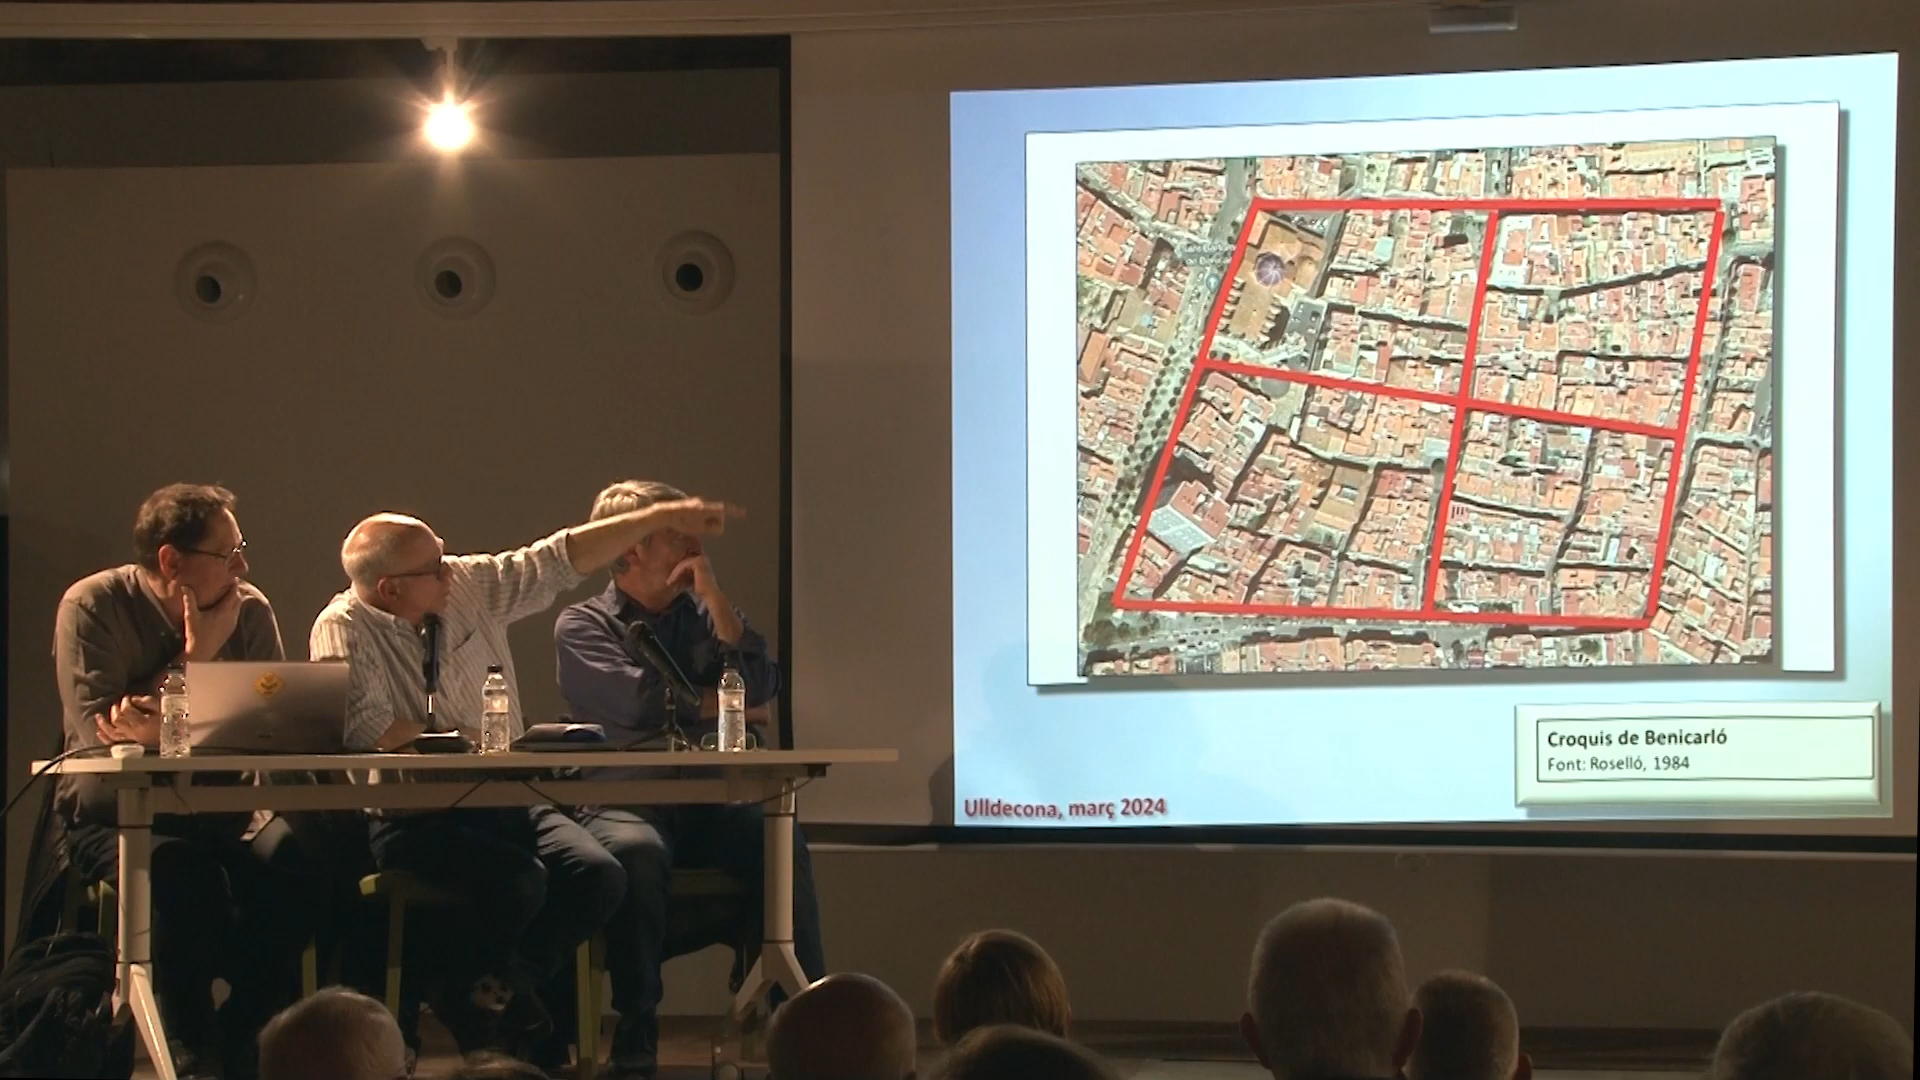 Croquis de Benicarló
Font: Roselló, 1984
Ulldecona, març 2024